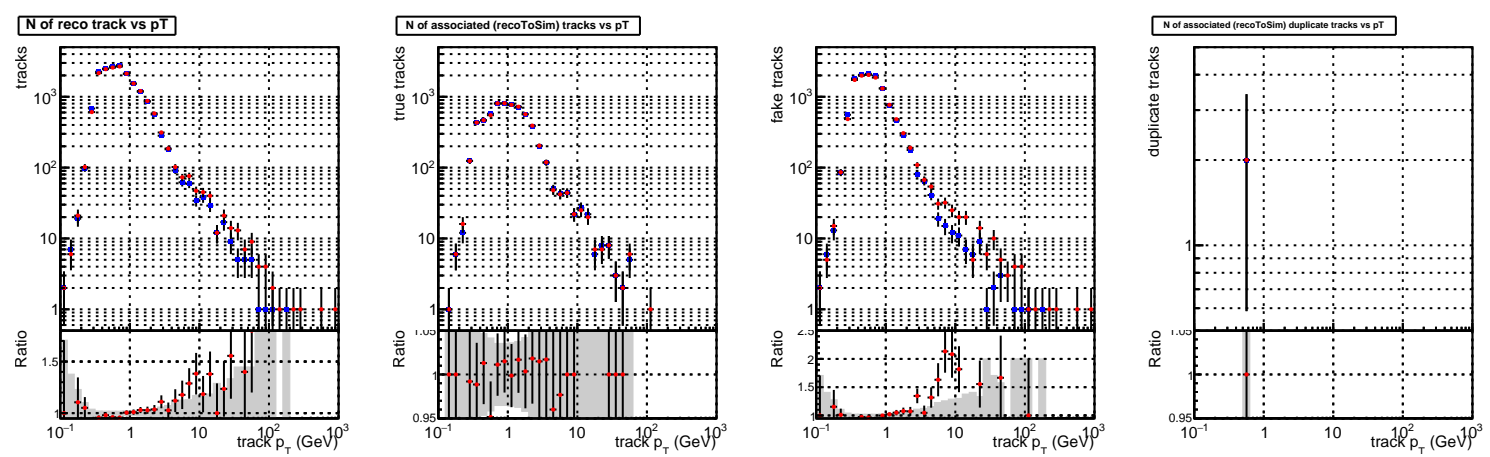 N of reco track vs pT
tracks
10³
10²
10
1
Ratio
1.5
1
10⁻¹ 1 10 10² 10³
track p_T (GeV)
N of associated (recoToSim) tracks vs pT
true tracks
10³
10²
10
1
Ratio
1.05
1
0.95
10⁻¹ 1 10 10² 10³
track p_T (GeV)
fake tracks
10³
10²
10
1
Ratio
2.5
2
1.5
1
10⁻¹ 1 10 10² 10³
track p_T (GeV)
N of associated (recoToSim) duplicate tracks vs pT
duplicate tracks
1
Ratio
1.05
1
0.95
10⁻¹ 1 10 10² 10³
track p_T (GeV)